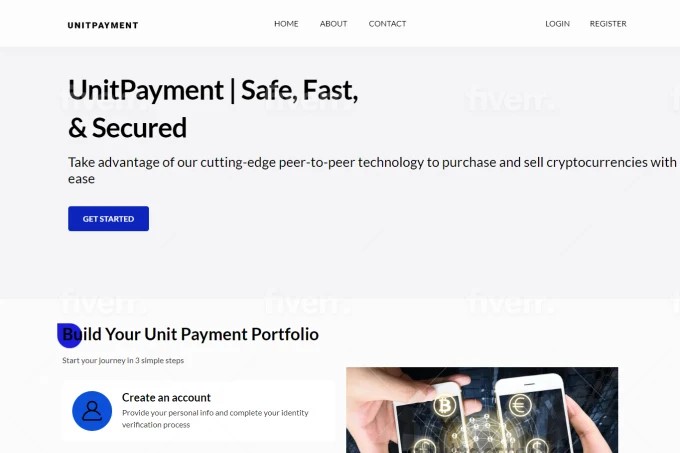 UNITPAYMENT
HOME ABOUT CONTACT
LOGIN REGISTER
UnitPayment | Safe, Fast,
& Secured
Take advantage of our cutting-edge peer-to-peer technology to purchase and sell cryptocurrencies with
ease
GET STARTED
fiverr.
fiverr.
fiverr.
fiverr.
fiverr.
fiverr.
Build Your Unit Payment Portfolio
Start your journey in 3 simple steps
Create an account
Provide your personal info and complete your identity
verification process